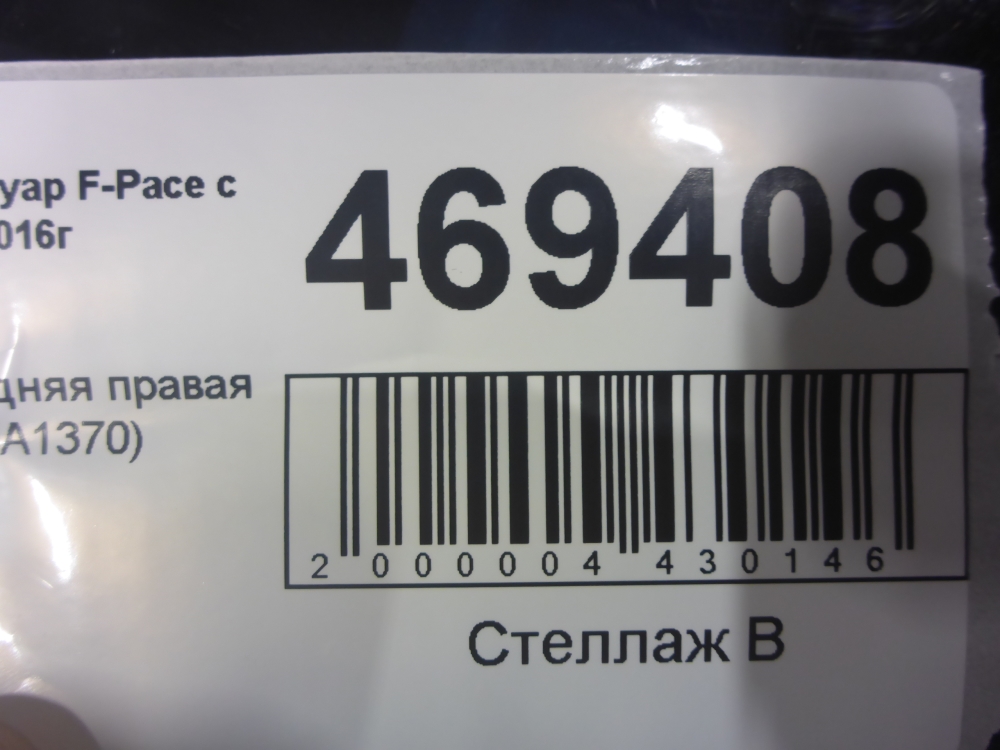 уар F-Pace с
016г
469408
дняя правая
A1370)
2 000004 430146
Стеллаж В